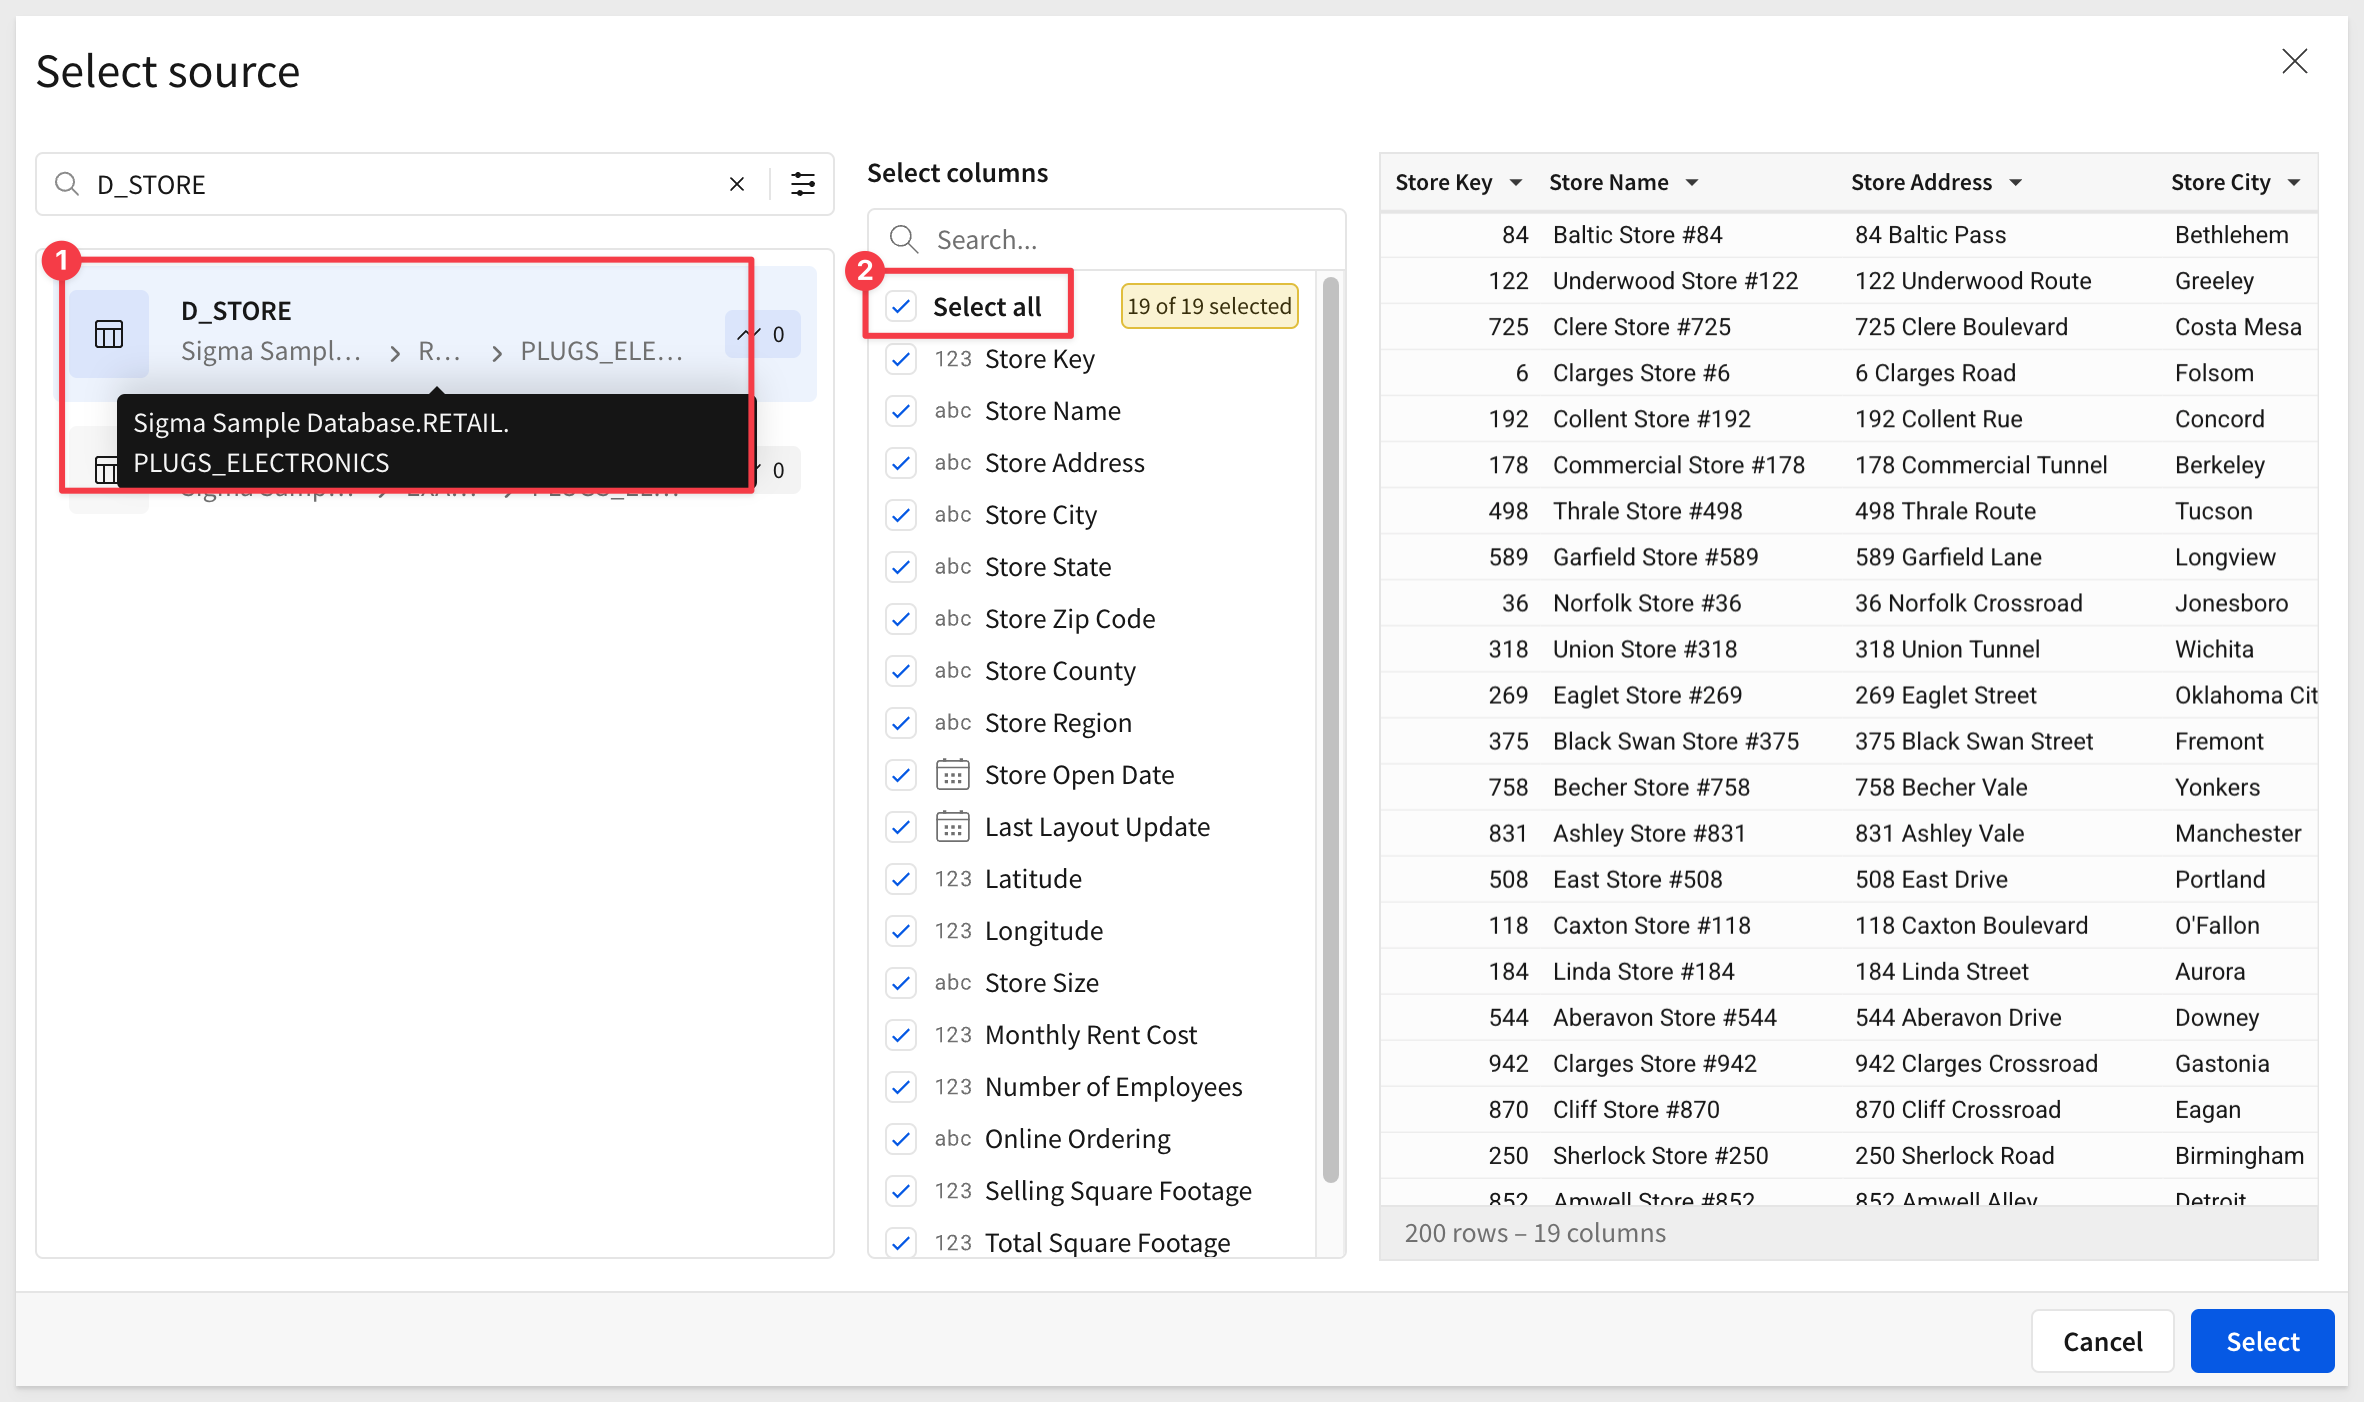 Select source
D_STORE
1
D_STORE
Sigma Sampl... > R... > PLUGS_ELE...
0
Sigma Sample Database.RETAIL.
PLUGS_ELECTRONICS
0
Select columns
Search...
2
Select all
19 of 19 selected
123 Store Key
abc Store Name
abc Store Address
abc Store City
abc Store State
abc Store Zip Code
abc Store County
abc Store Region
Store Open Date
Last Layout Update
123 Latitude
123 Longitude
abc Store Size
123 Monthly Rent Cost
123 Number of Employees
abc Online Ordering
123 Selling Square Footage
123 Total Square Footage
Store Key Store Name Store Address Store City
84 Baltic Store #84 84 Baltic Pass Bethlehem
122 Underwood Store #122 122 Underwood Route Greeley
725 Clere Store #725 725 Clere Boulevard Costa Mesa
6 Clarges Store #6 6 Clarges Road Folsom
192 Collent Store #192 192 Collent Rue Concord
178 Commercial Store #178 178 Commercial Tunnel Berkeley
498 Thrale Store #498 498 Thrale Route Tucson
589 Garfield Store #589 589 Garfield Lane Longview
36 Norfolk Store #36 36 Norfolk Crossroad Jonesboro
318 Union Store #318 318 Union Tunnel Wichita
269 Eaglet Store #269 269 Eaglet Street Oklahoma Cit
375 Black Swan Store #375 375 Black Swan Street Fremont
758 Becher Store #758 758 Becher Vale Yonkers
831 Ashley Store #831 831 Ashley Vale Manchester
508 East Store #508 508 East Drive Portland
118 Caxton Store #118 118 Caxton Boulevard O'Fallon
184 Linda Store #184 184 Linda Street Aurora
544 Aberavon Store #544 544 Aberavon Drive Downey
942 Clarges Store #942 942 Clarges Crossroad Gastonia
870 Cliff Store #870 870 Cliff Crossroad Eagan
250 Sherlock Store #250 250 Sherlock Road Birmingham
852 Amwell Store #852 852 Amwell Alley Detroit
200 rows – 19 columns
Cancel
Select